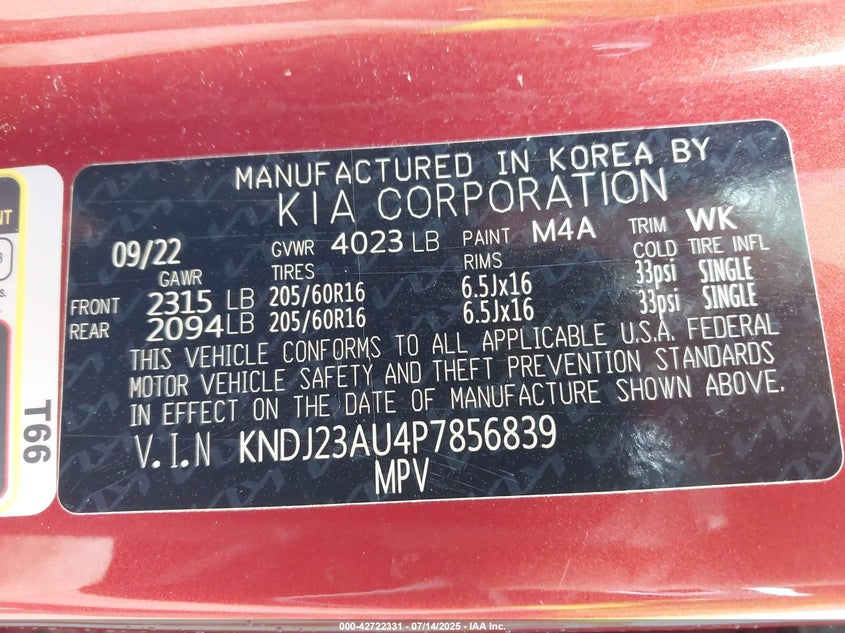 MANUFACTURED IN KOREA BY
KIA CORPORATION
09/22 GVWR 4023 LB PAINT M4A TRIM WK
GAWR TIRES RIMS COLD TIRE INFL
FRONT 2315 LB 205/60R16 6.5Jx16 33psi SINGLE
REAR 2094 LB 205/60R16 6.5Jx16 33psi SINGLE
THIS VEHICLE CONFORMS TO ALL APPLICABLE U.S.A. FEDERAL
MOTOR VEHICLE SAFETY AND THEFT PREVENTION STANDARDS
IN EFFECT ON THE DATE OF MANUFACTURE SHOWN ABOVE.
V.I.N KNDJ23AU4P7856839
MPV
T66
000-42722331 - 07/14/2025 - IAA Inc.